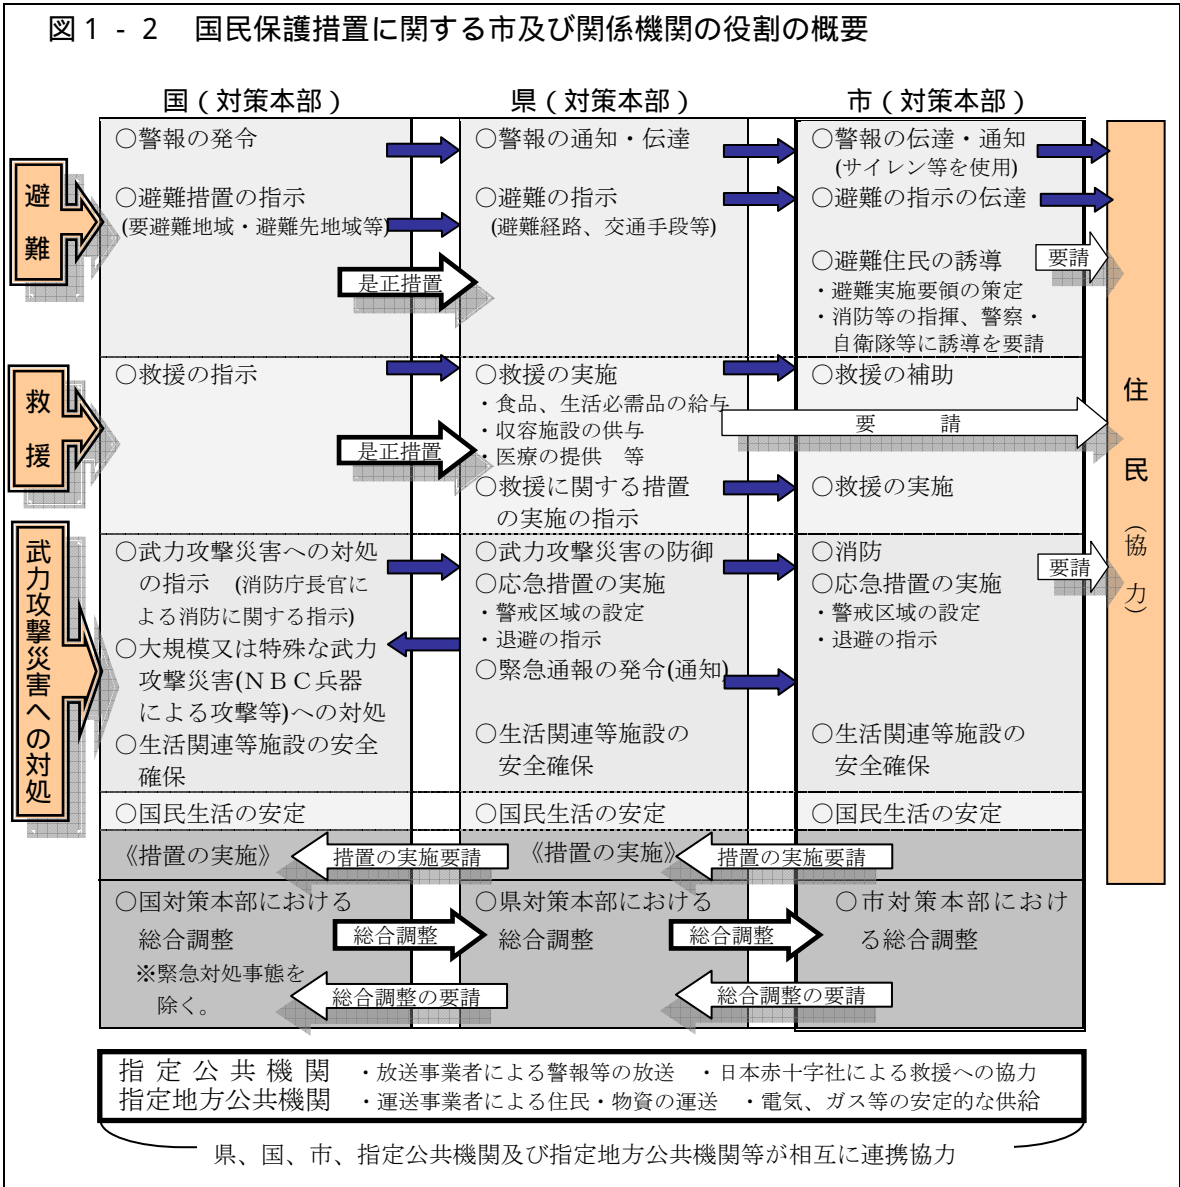 図1-2 国民保護措置に関する市及び関係機関の役割の概要
国(対策本部)
県(対策本部)
市(対策本部)
避難
○警報の発令
○警報の通知・伝達
○警報の伝達・通知
(サイレン等を使用)
○避難措置の指示
(要避難地域・避難先地域等)
○避難の指示
(避難経路、交通手段等)
○避難の指示の伝達
是正措置
○避難住民の誘導
・避難実施要領の策定
・消防等の指揮、警察・
自衛隊等に誘導を要請
要請
救援
○救援の指示
是正措置
○救援の実施
・食品、生活必需品の給与
・収容施設の供与
・医療の提供 等
○救援に関する措置
の実施の指示
○救援の補助
要請
○救援の実施
武力攻撃災害への対処
○武力攻撃災害への対処
の指示 (消防庁長官に
よる消防に関する指示)
○大規模又は特殊な武力
攻撃災害(NBC兵器
による攻撃等)への対処
○生活関連等施設の安全
確保
○武力攻撃災害の防御
○応急措置の実施
・警戒区域の設定
・退避の指示
○緊急通報の発令(通知)
○生活関連等施設の
安全確保
○消防
○応急措置の実施
・警戒区域の設定
・退避の指示
○生活関連等施設の
安全確保
要請
住民(協力)
○国民生活の安定
○国民生活の安定
○国民生活の安定
《措置の実施》
措置の実施要請
《措置の実施》
措置の実施要請
○国対策本部における
総合調整
※緊急対処事態を
除く。
総合調整
○県対策本部における
総合調整
総合調整
○市対策本部におけ
る総合調整
総合調整の要請
総合調整の要請
指定公共機関 ・放送事業者による警報等の放送 ・日本赤十字社による救援への協力
指定地方公共機関 ・運送事業者による住民・物資の運送 ・電気、ガス等の安定的な供給
県、国、市、指定公共機関及び指定地方公共機関等が相互に連携協力